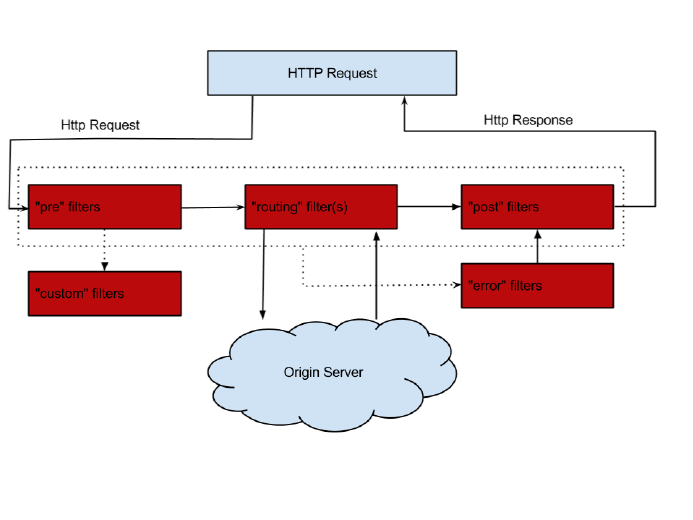 HTTP Request
Http Request
Http Response
"pre" filters
"routing" filter(s)
"post" filters
"custom" filters
"error" filters
Origin Server